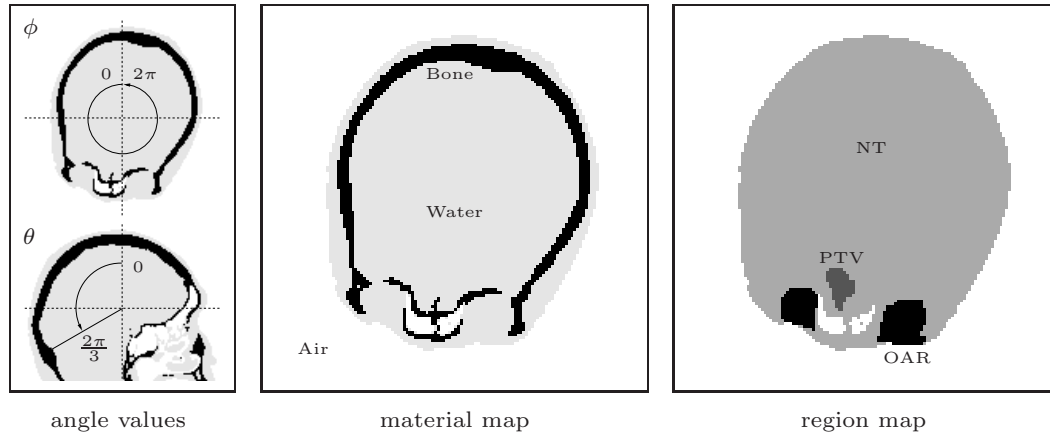 ϕ
0 2π
θ
0
2π
3
angle values
Bone
Water
Air
material map
NT
PTV
OAR
region map